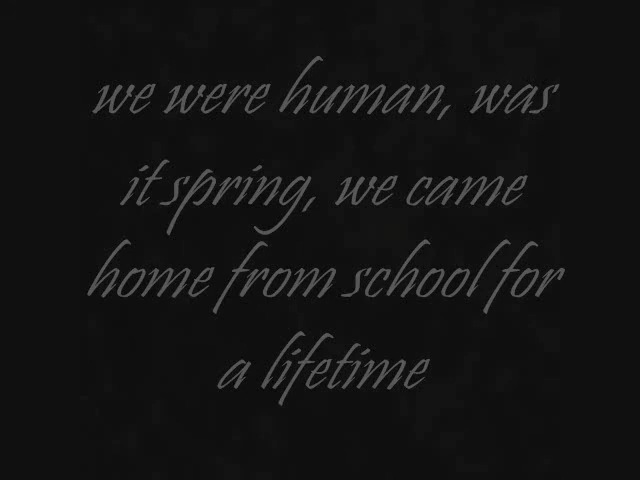 we were human, was
it spring, we came
home from school for
a lifetime